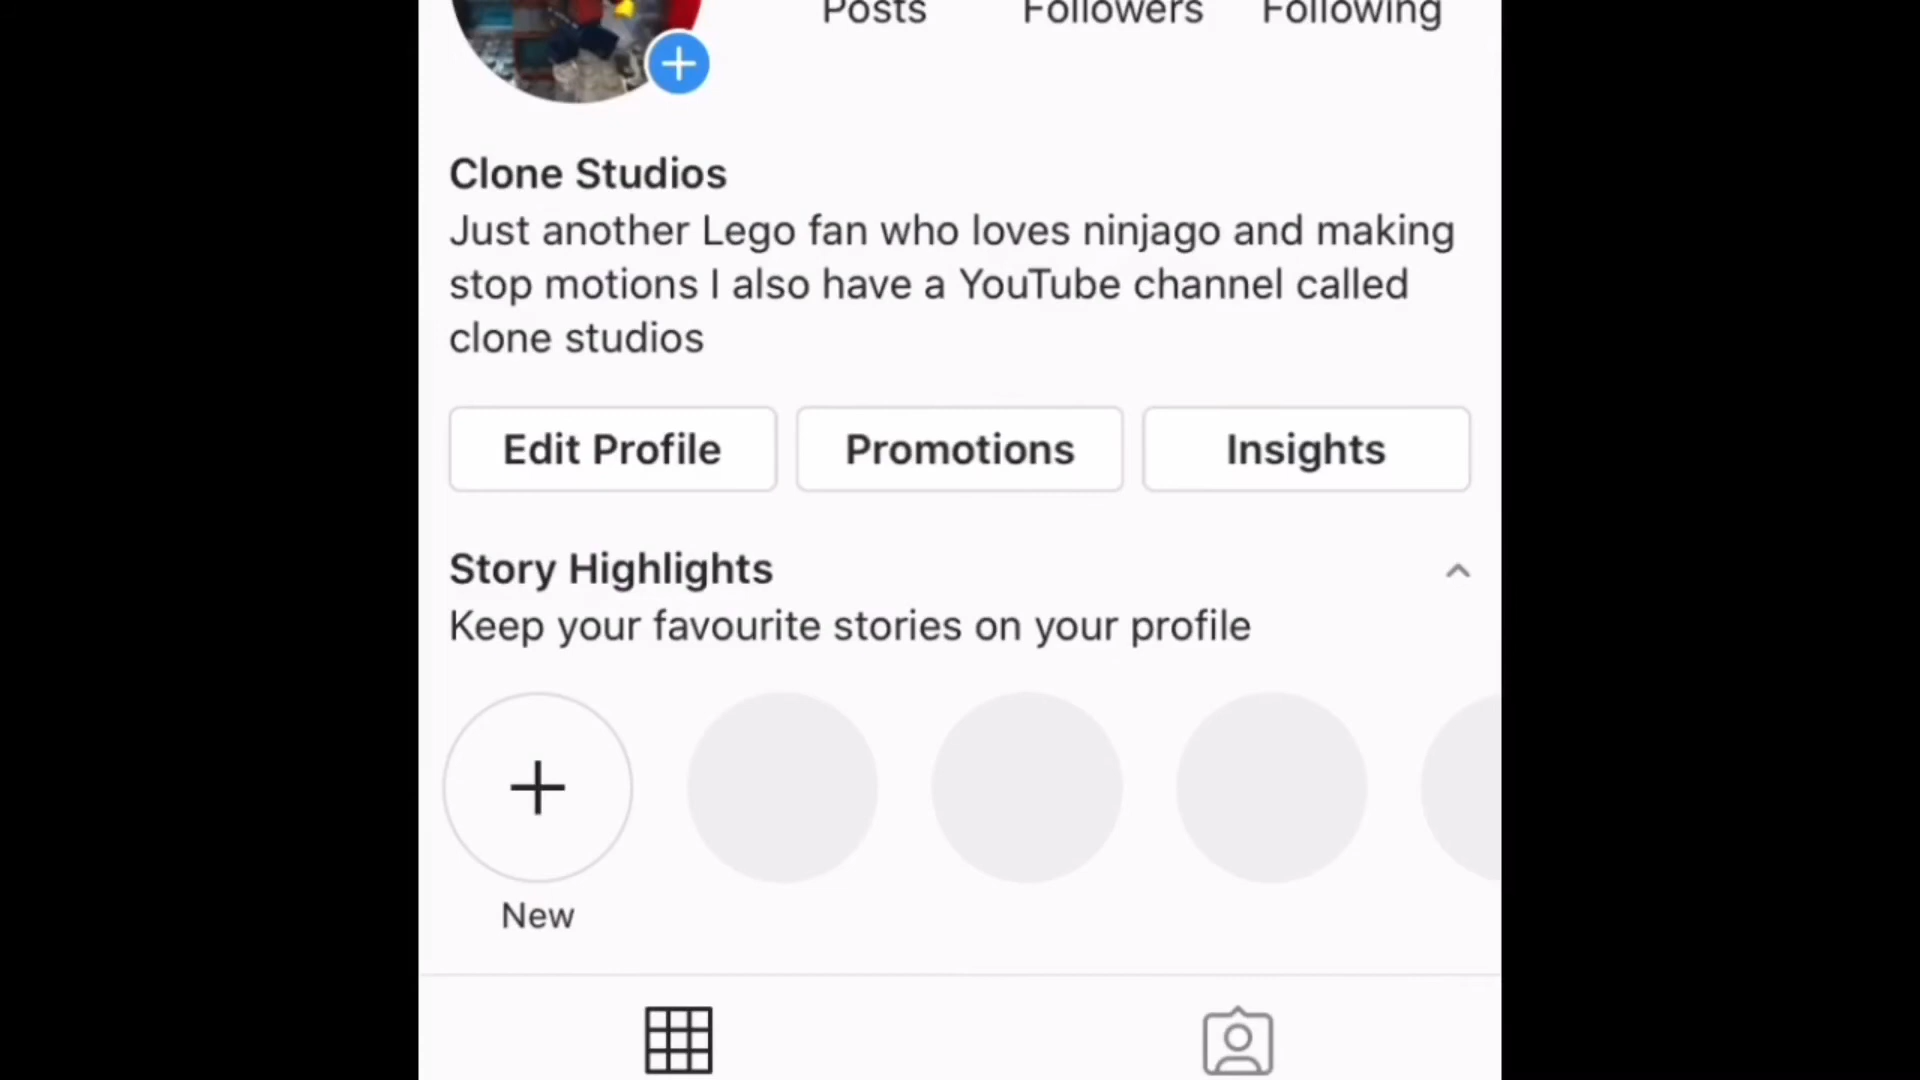 Posts Followers Following
Clone Studios
Just another Lego fan who loves ninjago and making
stop motions I also have a YouTube channel called
clone studios
Edit Profile Promotions Insights
Story Highlights
Keep your favourite stories on your profile
New